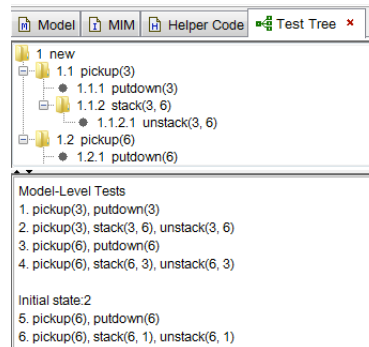 Model MIM Helper Code Test Tree ×
1 new
1.1 pickup(3)
1.1.1 putdown(3)
1.1.2 stack(3, 6)
1.1.2.1 unstack(3, 6)
1.2 pickup(6)
1.2.1 putdown(6)
Model-Level Tests
1. pickup(3), putdown(3)
2. pickup(3), stack(3, 6), unstack(3, 6)
3. pickup(6), putdown(6)
4. pickup(6), stack(6, 3), unstack(6, 3)
Initial state:2
5. pickup(6), putdown(6)
6. pickup(6), stack(6, 1), unstack(6, 1)